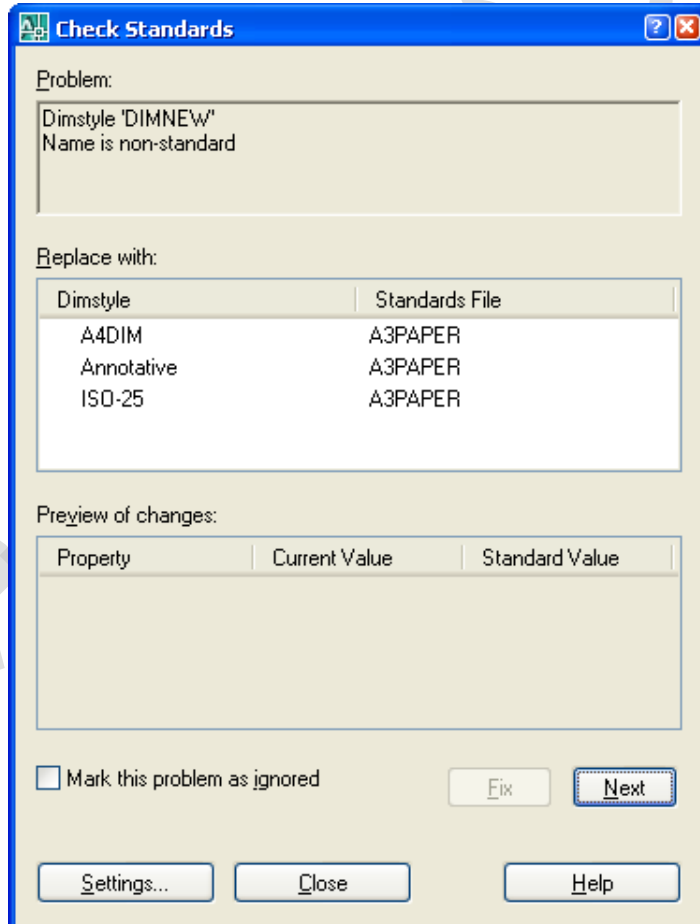 Check Standards
Problem:
Dimstyle 'DIMNEW'
Name is non-standard
Replace with:
Dimstyle Standards File
A4DIM A3PAPER
Annotative A3PAPER
ISO-25 A3PAPER
Preview of changes:
Property Current Value Standard Value
Mark this problem as ignored Fix Next
Settings... Close Help